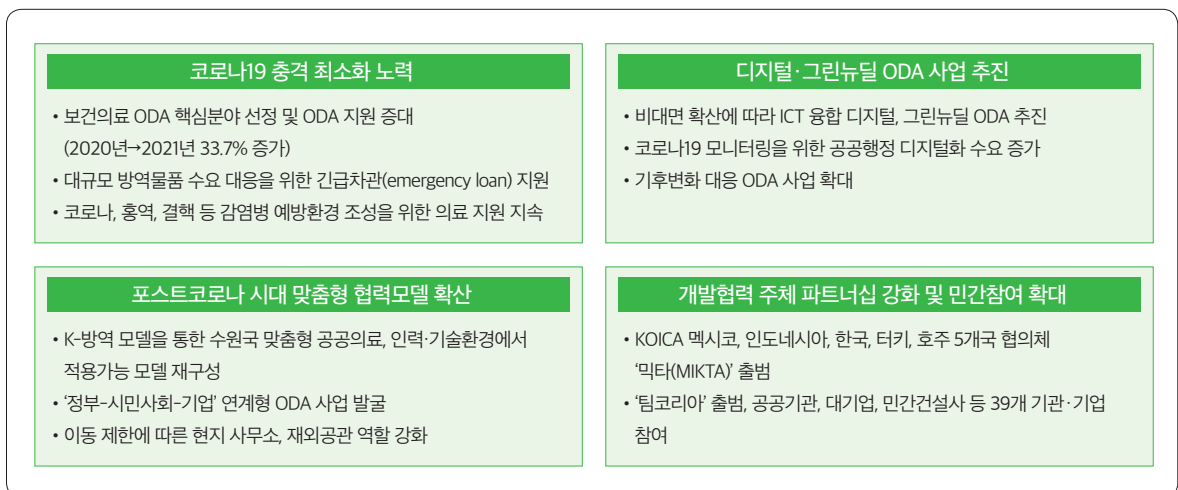 코로나19 충격 최소화 노력
• 보건의료 ODA 핵심분야 선정 및 ODA 지원 증대
(2020년→2021년 33.7% 증가)
• 대규모 방역물품 수요 대응을 위한 긴급차관(emergency loan) 지원
• 코로나, 홍역, 결핵 등 감염병 예방환경 조성을 위한 의료 지원 지속
디지털·그린뉴딜 ODA 사업 추진
• 비대면 확산에 따라 ICT 융합 디지털, 그린뉴딜 ODA 추진
• 코로나19 모니터링을 위한 공공행정 디지털화 수요 증가
• 기후변화 대응 ODA 사업 확대
포스트코로나 시대 맞춤형 협력모델 확산
• K-방역 모델을 통한 수원국 맞춤형 공공의료, 인력·기술환경에서
적용가능 모델 재구성
• ‘정부-시민사회-기업’ 연계형 ODA 사업 발굴
• 이동 제한에 따른 현지 사무소, 재외공관 역할 강화
개발협력 주체 파트너십 강화 및 민간참여 확대
• KOICA 멕시코, 인도네시아, 한국, 터키, 호주 5개국 협의체
‘믹타(MIKTA)’ 출범
• ‘팀코리아’ 출범, 공공기관, 대기업, 민간건설사 등 39개 기관·기업
참여